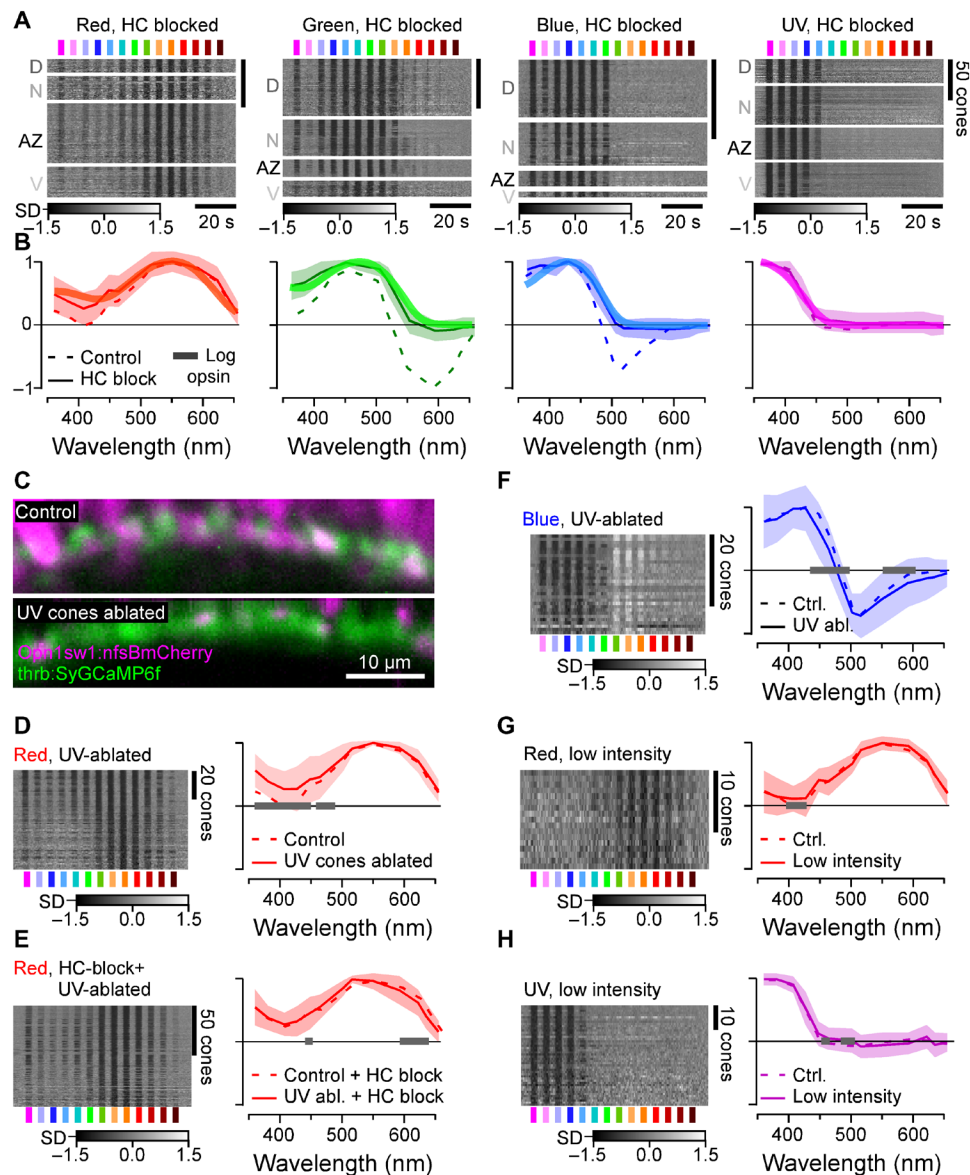 A
Red, HC blocked
Green, HC blocked
Blue, HC blocked
UV, HC blocked
D
N
AZ
V
D
N
AZ
V
D
N
AZ
V
D
N
AZ
V
50 cones
SD
−1.5 0.0 1.5
20 s
−1.5 0.0 1.5
20 s
−1.5 0.0 1.5
20 s
−1.5 0.0 1.5
20 s
B
1
0
−1
Control
HC block
Log opsin
400 500 600
Wavelength (nm)
400 500 600
Wavelength (nm)
400 500 600
Wavelength (nm)
400 500 600
Wavelength (nm)
C
Control
UV cones ablated
Opn1sw1:nfsBmCherry
thrb:SyGCaMP6f
10 µm
F
Blue, UV-ablated
20 cones
SD
−1.5 0.0 1.5
Ctrl.
UV abl.
400 500 600
Wavelength (nm)
D
Red, UV-ablated
20 cones
SD
−1.5 0.0 1.5
Control
UV cones ablated
400 500 600
Wavelength (nm)
G
Red, low intensity
10 cones
SD
−1.5 0.0 1.5
Ctrl.
Low intensity
400 500 600
Wavelength (nm)
E
Red, HC-block+
UV-ablated
50 cones
SD
−1.5 0.0 1.5
Control + HC block
UV abl. + HC block
400 500 600
Wavelength (nm)
H
UV, low intensity
10 cones
SD
−1.5 0.0 1.5
Ctrl.
Low intensity
400 500 600
Wavelength (nm)